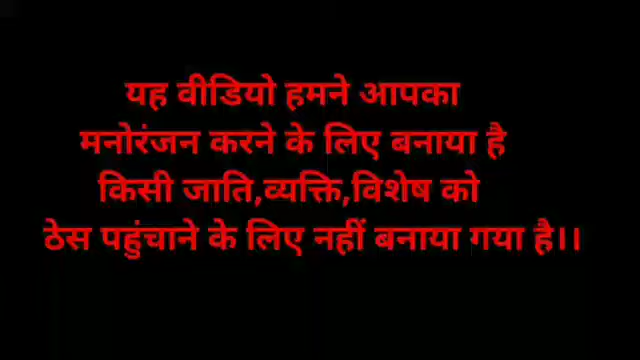 यह वीडियो हमने आपका
मनोरंजन करने के लिए बनाया है
किसी जाति,व्यक्ति,विशेष को
ठेस पहुंचाने के लिए नहीं बनाया गया है।।